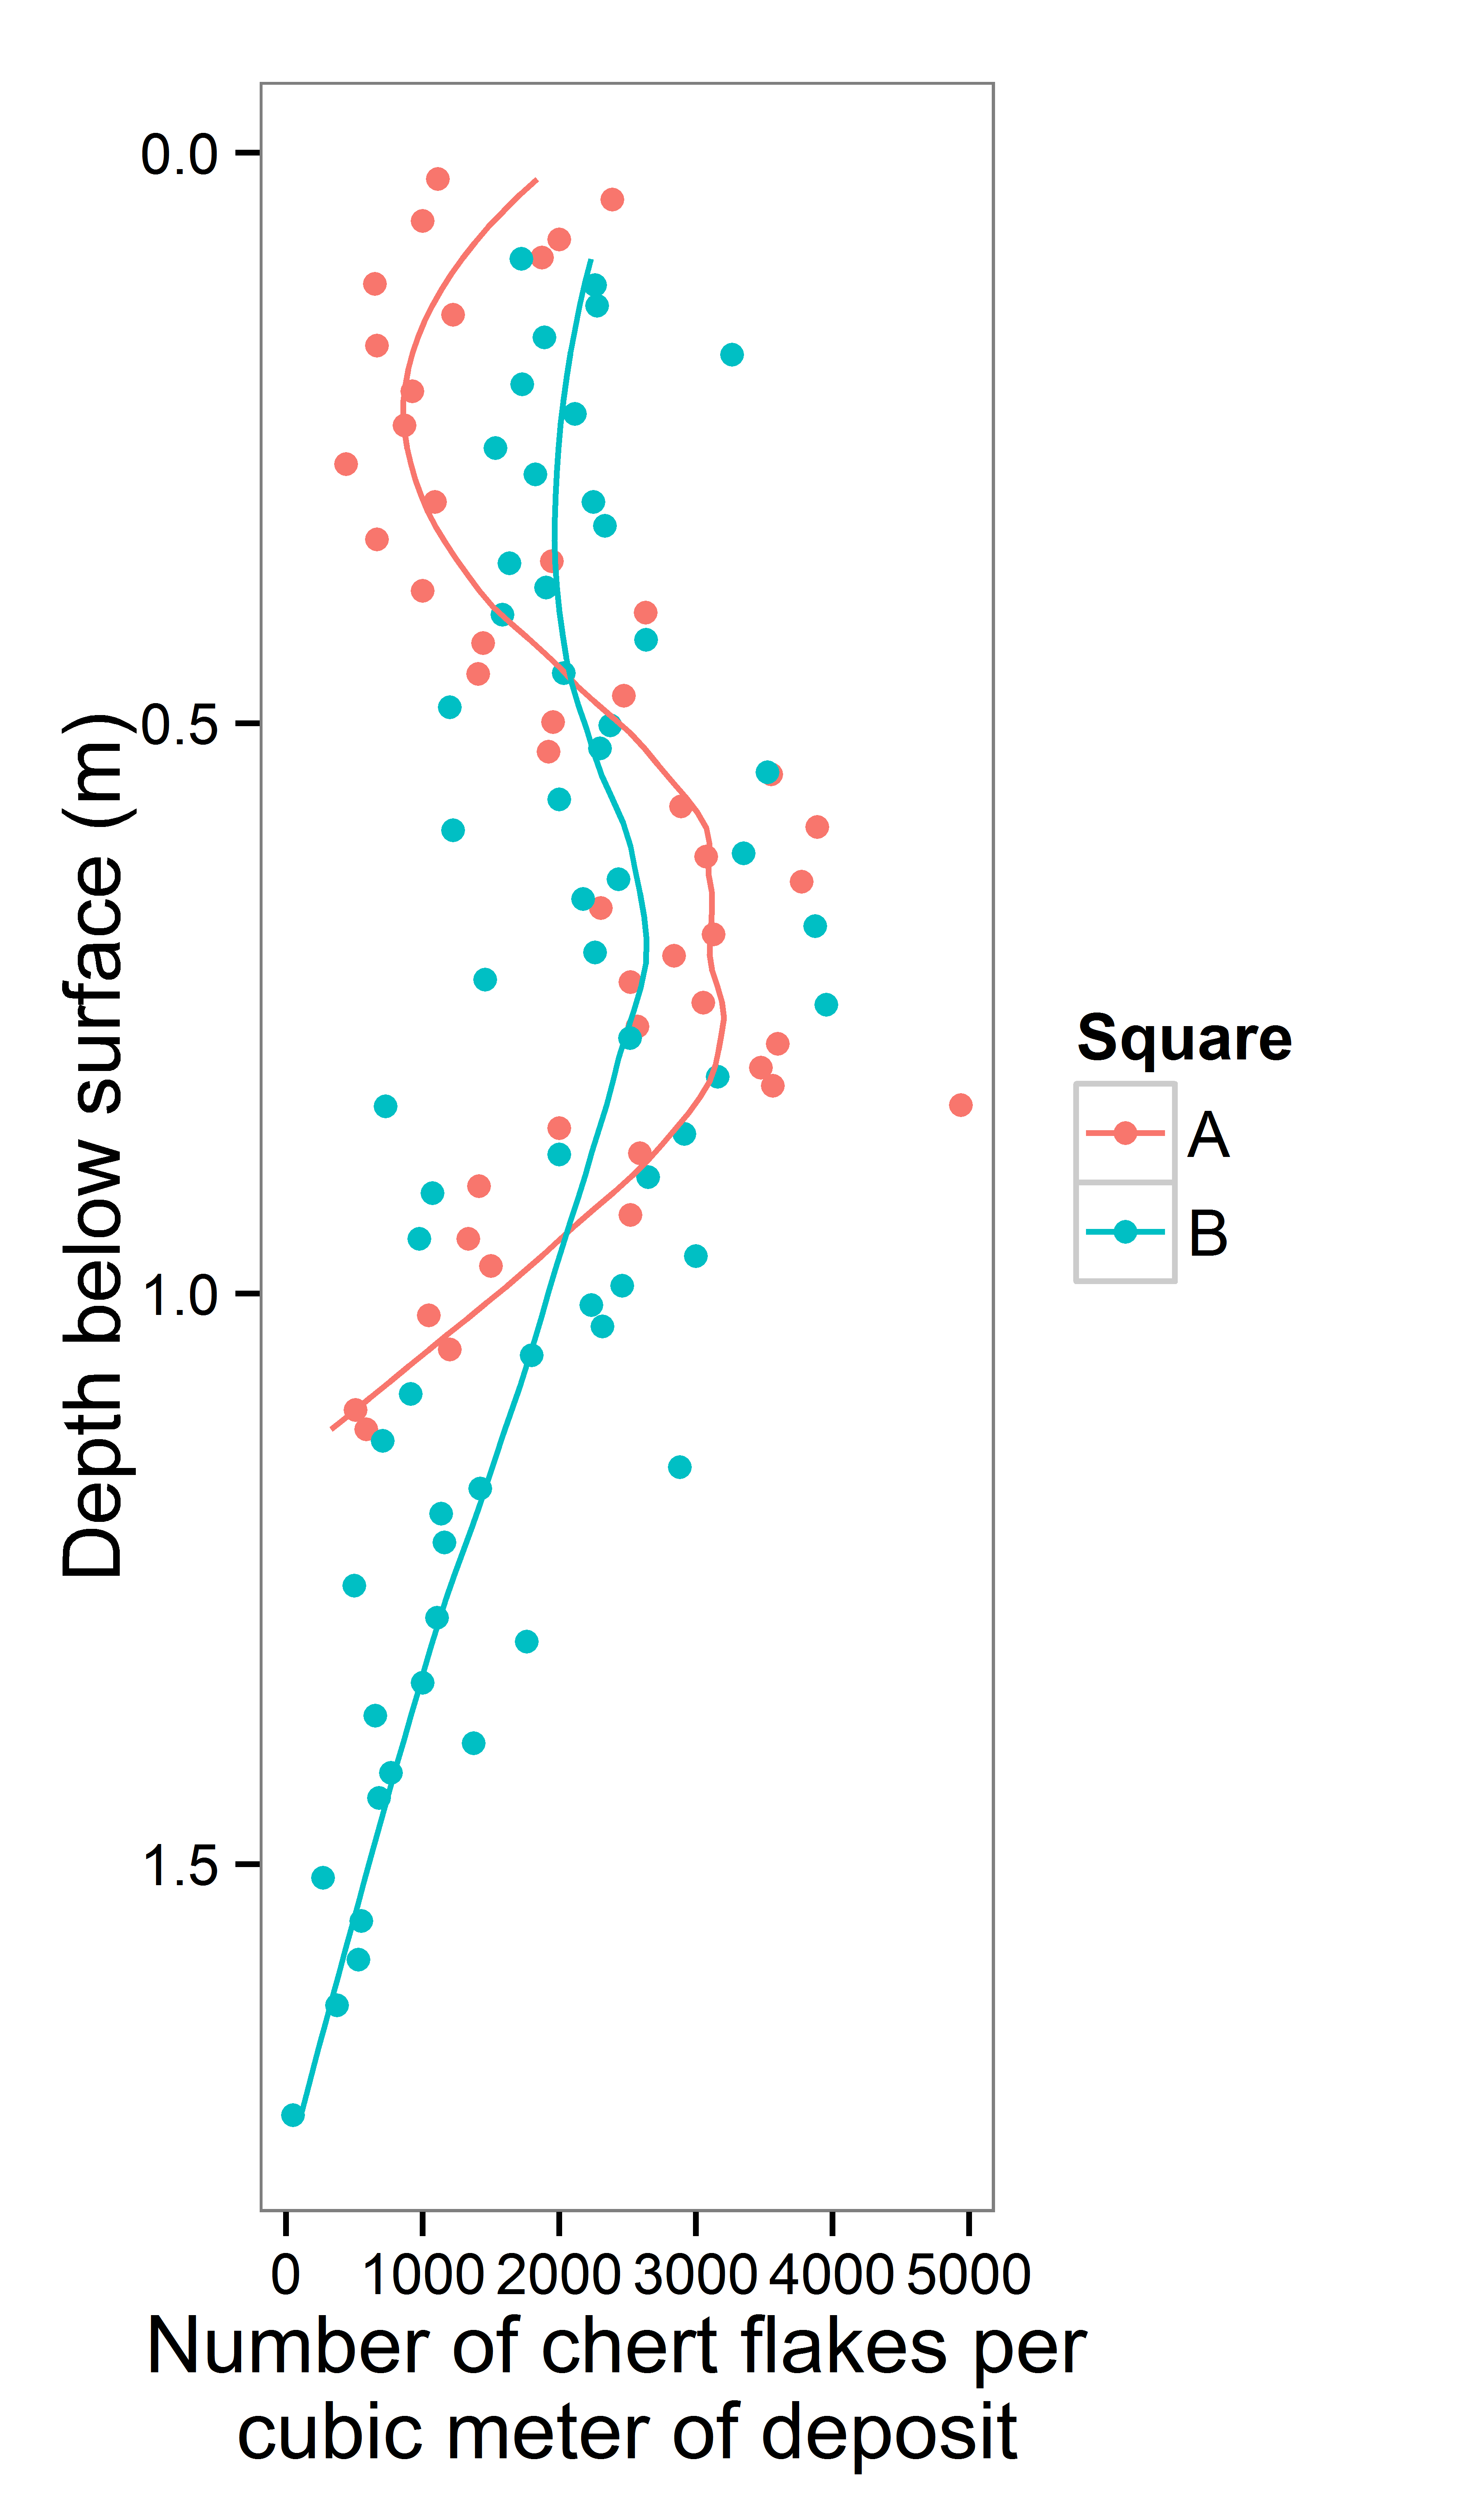 0.0
0.5
1.0
1.5
Depth below surface (m)
0 1000 2000 3000 4000 5000
Number of chert flakes per
cubic meter of deposit
Square
A
B